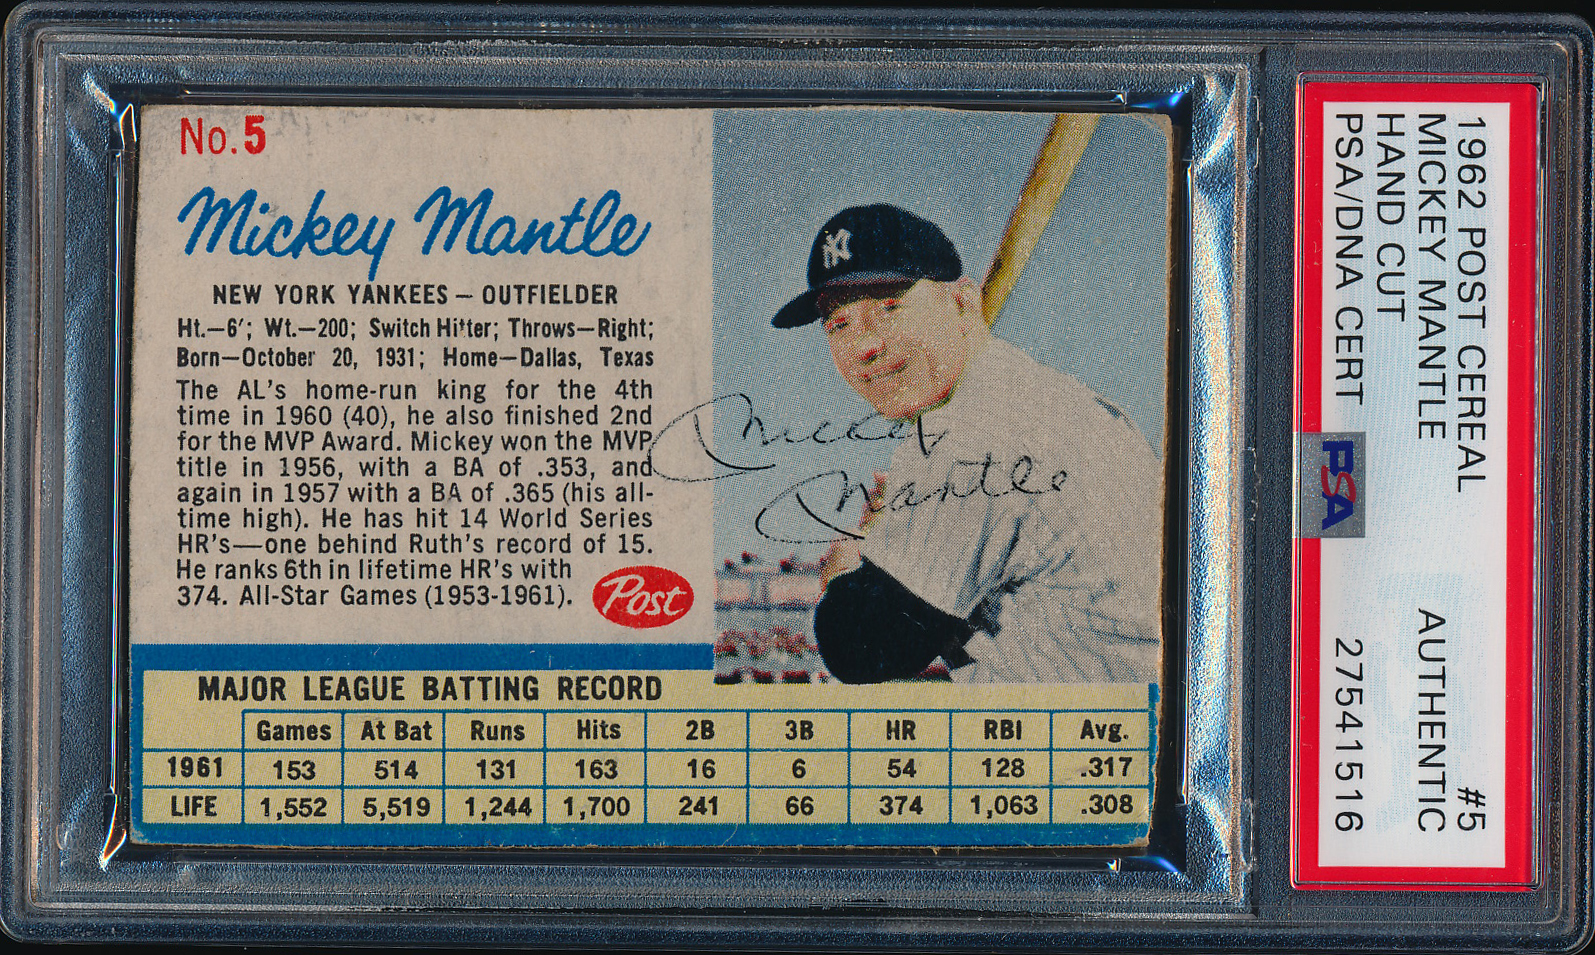 No.5
Mickey Mantle
NEW YORK YANKEES – OUTFIELDER
Ht.—6'; Wt.—200; Switch Hitter; Throws—Right;
Born—October 20, 1931; Home—Dallas, Texas
The AL's home-run king for the 4th
time in 1960 (40), he also finished 2nd
for the MVP Award. Mickey won the MVP
title in 1956, with a BA of .353, and
again in 1957 with a BA of .365 (his all-
time high). He has hit 14 World Series
HR's—one behind Ruth's record of 15.
He ranks 6th in lifetime HR's with
374. All-Star Games (1953-1961).
Post
NY
Mickey
Mantle
MAJOR LEAGUE BATTING RECORD
Games At Bat Runs Hits 2B 3B HR RBI Avg.
1961 153 514 131 163 16 6 54 128 .317
LIFE 1,552 5,519 1,244 1,700 241 66 374 1,063 .308
1962 POST CEREAL #5
MICKEY MANTLE AUTHENTIC
HAND CUT
PSA/DNA CERT 27541516
PSA